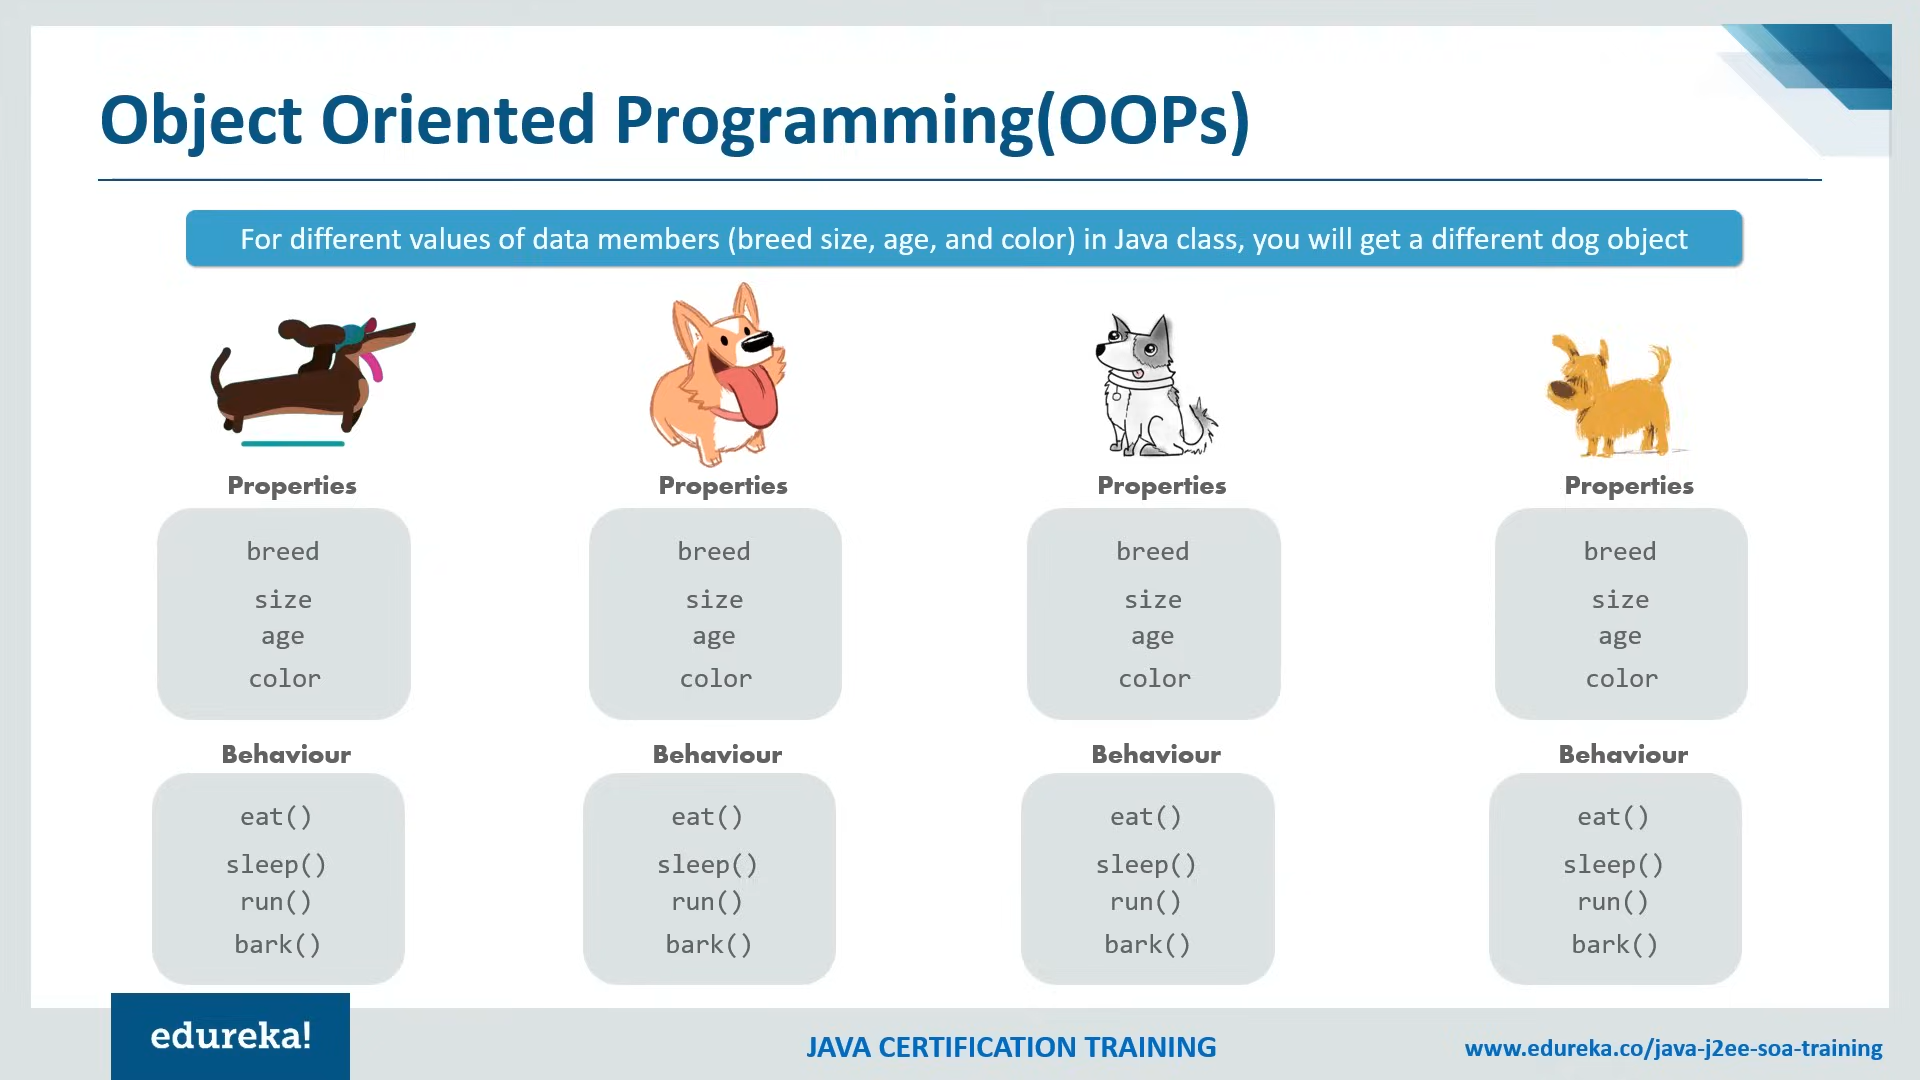 Object Oriented Programming(OOPs)
For different values of data members (breed size, age, and color) in Java class, you will get a different dog object
Properties
breed
size
age
color
Behaviour
eat()
sleep()
run()
bark()
Properties
breed
size
age
color
Behaviour
eat()
sleep()
run()
bark()
Properties
breed
size
age
color
Behaviour
eat()
sleep()
run()
bark()
Properties
breed
size
age
color
Behaviour
eat()
sleep()
run()
bark()
edureka!
JAVA CERTIFICATION TRAINING
www.edureka.co/java-j2ee-soa-training